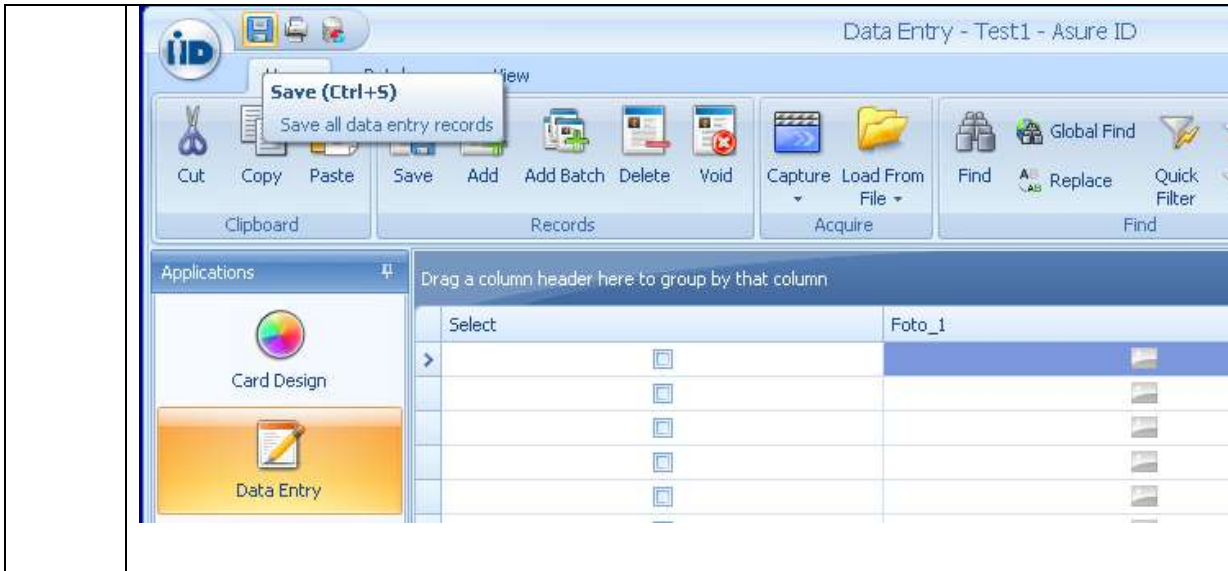 Data Entry - Test1 - Asure ID
iID
View
Save (Ctrl+S)
Save all data entry records
Cut
Copy
Paste
Save
Add
Add Batch
Delete
Void
Capture
Load From
File
Find
Global Find
Replace
Quick
Filter
Clipboard
Records
Acquire
Find
Applications
Drag a column header here to group by that column
Select
Foto_1
Card Design
Data Entry